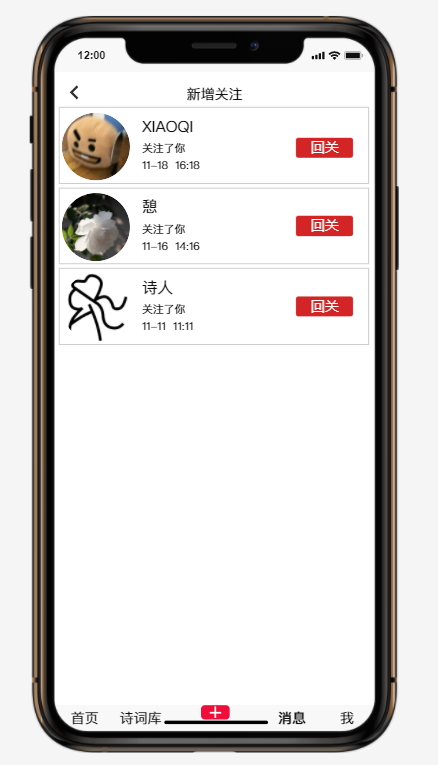 12:00
新增关注
XIAOQI
关注了你
11-18 16:18
回关
憩
关注了你
11-16 14:16
回关
诗人
关注了你
11-11 11:11
回关
首页 诗词库 + 消息 我